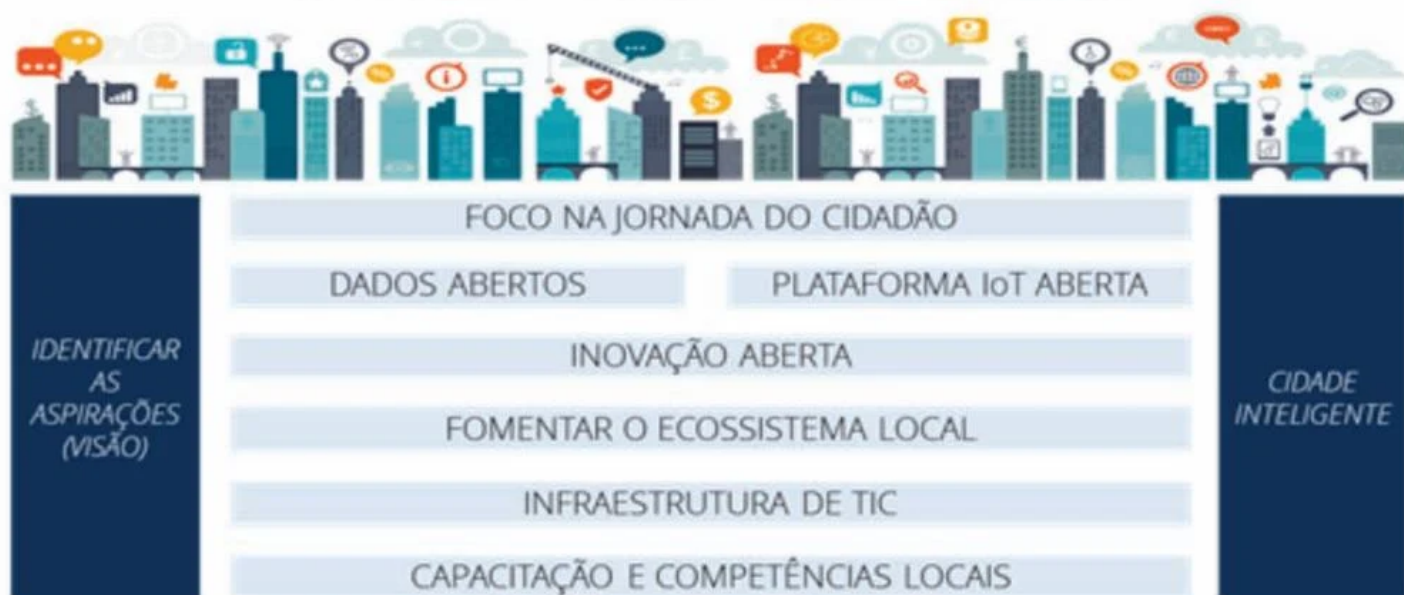 FOCO NA JORNADA DO CIDADÃO
DADOS ABERTOS
PLATAFORMA IoT ABERTA
INOVAÇÃO ABERTA
FOMENTAR O ECOSSISTEMA LOCAL
INFRAESTRUTURA DE TIC
CAPACITAÇÃO E COMPETÊNCIAS LOCAIS
IDENTIFICAR
AS
ASPIRAÇÕES
(VISÃO)
CIDADE
INTELIGENTE